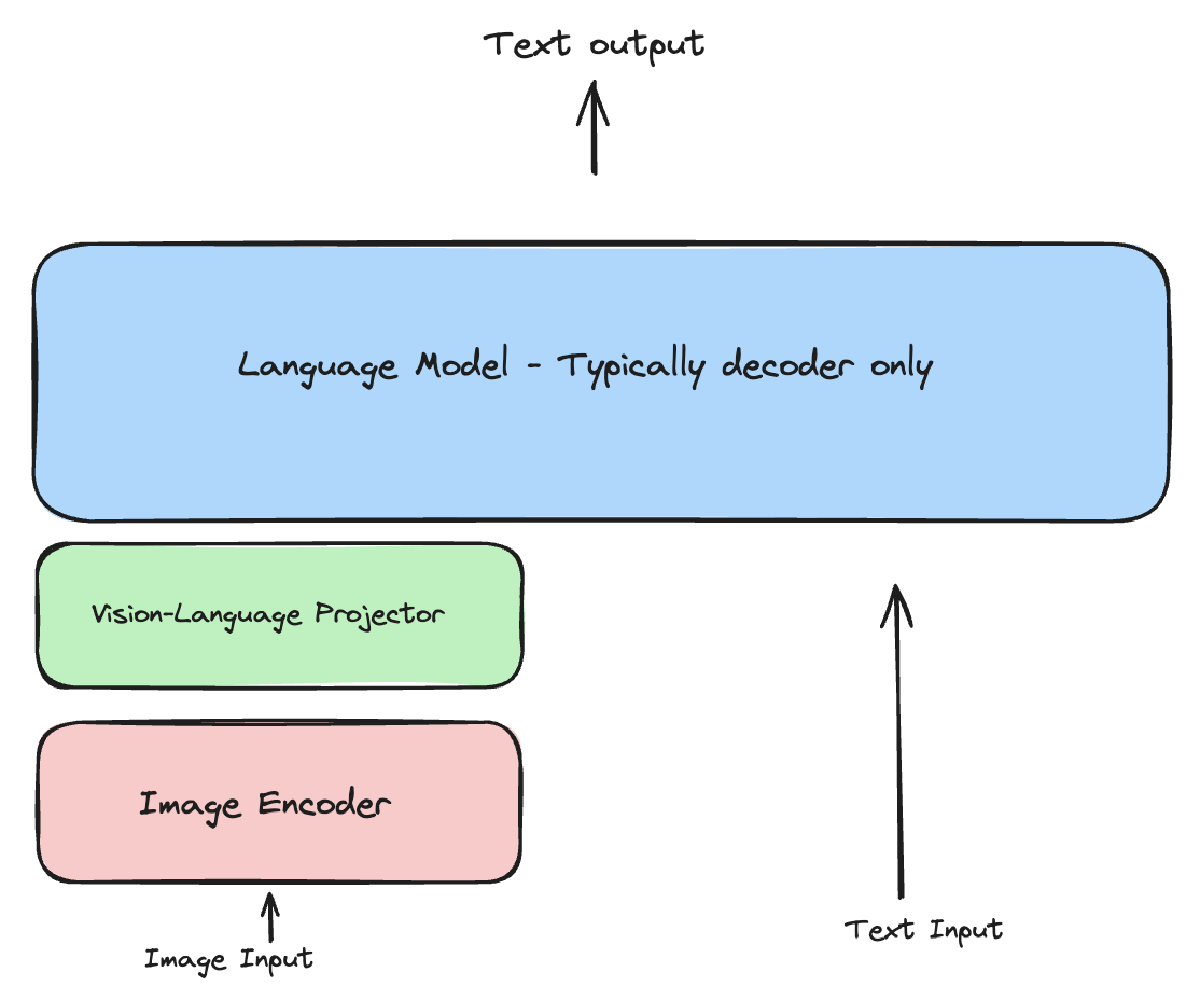 Text output
Language Model - Typically decoder only
Vision-Language Projector
Image Encoder
Image Input
Text Input